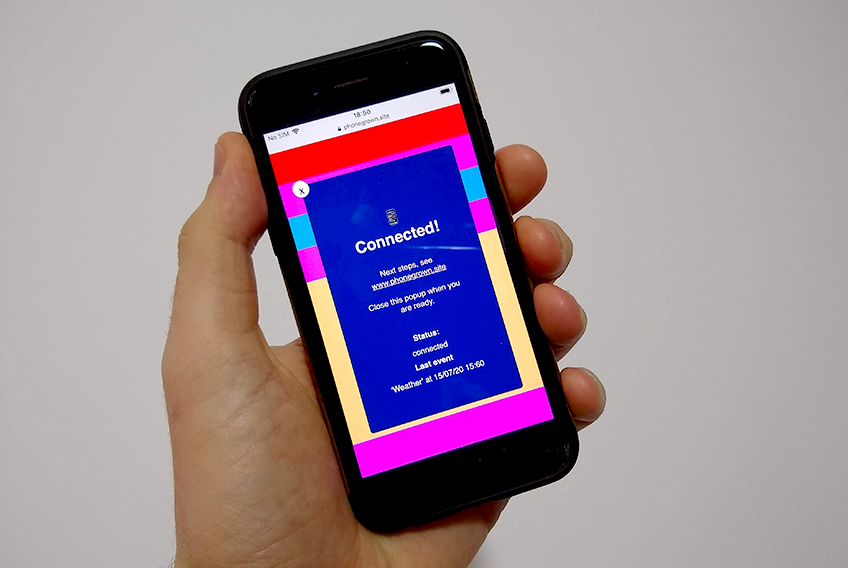 No SIM
18:50
phonegrown.site
x
Connected!
Next steps, see
www.phonegrown.site
Close this popup when you
are ready.
Status:
connected
Last event
'Weather' at 15/07/20 15:60